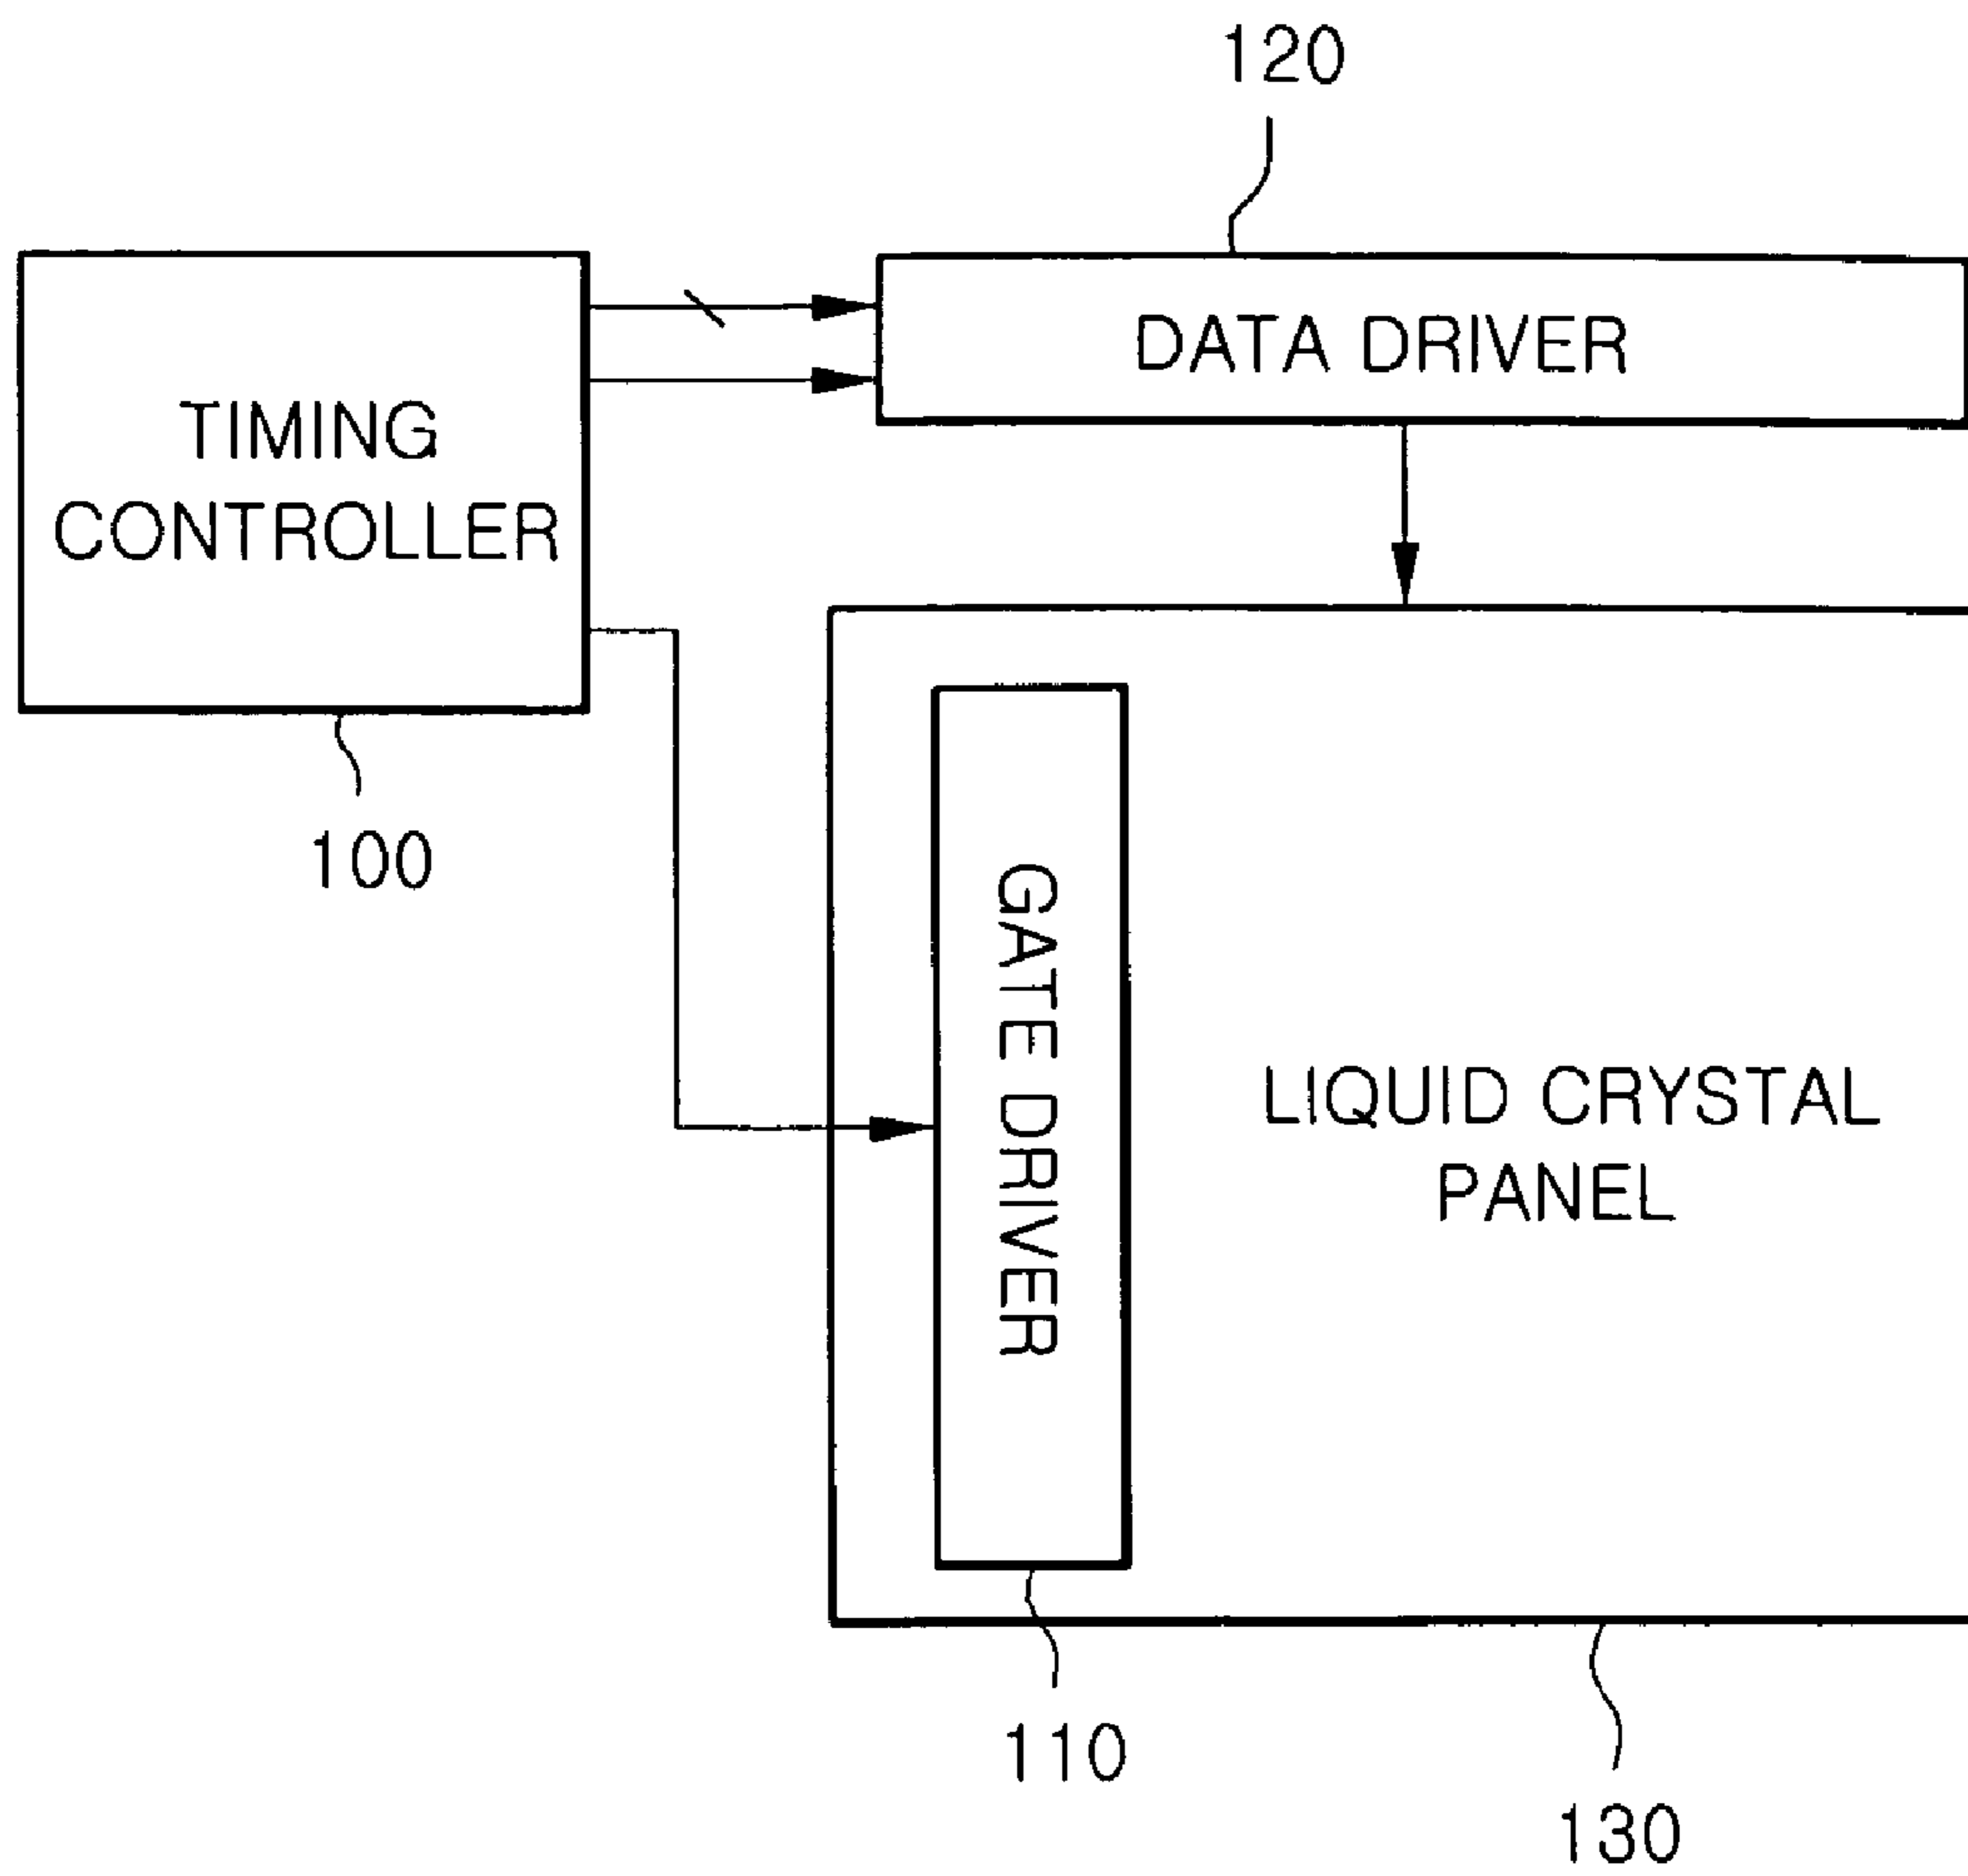 120
DATA DRIVER
TIMING
CONTROLLER
100
GATE DRIVER
LIQUID CRYSTAL
PANEL
110
130